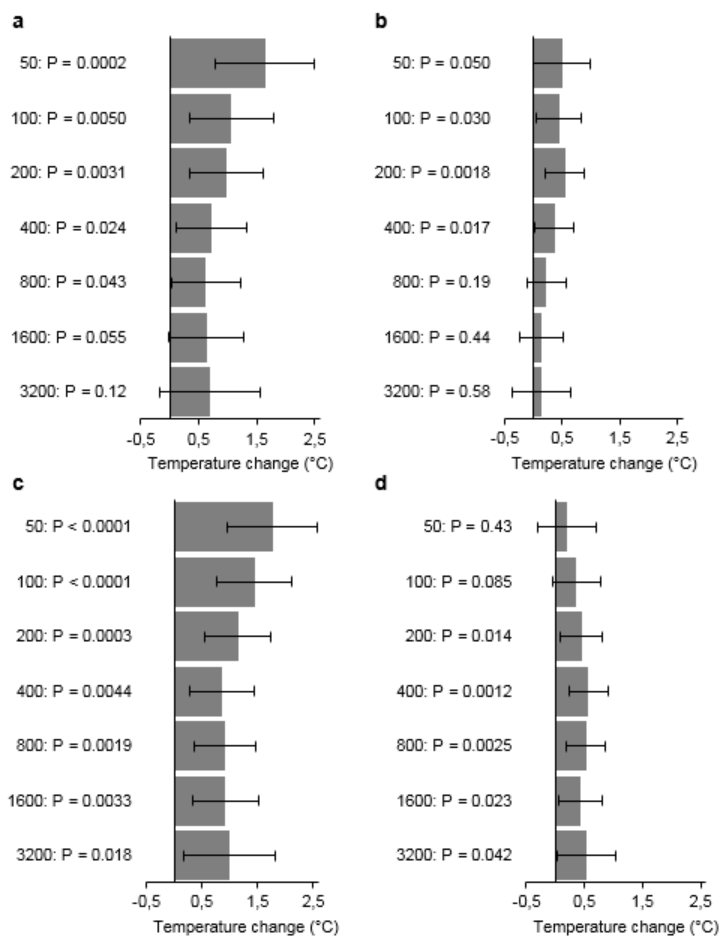 a
50: P = 0.0002
100: P = 0.0050
200: P = 0.0031
400: P = 0.024
800: P = 0.043
1600: P = 0.055
3200: P = 0.12
-0,5 0,5 1,5 2,5
Temperature change (°C)
b
50: P = 0.050
100: P = 0.030
200: P = 0.0018
400: P = 0.017
800: P = 0.19
1600: P = 0.44
3200: P = 0.58
-0,5 0,5 1,5 2,5
Temperature change (°C)
c
50: P < 0.0001
100: P < 0.0001
200: P = 0.0003
400: P = 0.0044
800: P = 0.0019
1600: P = 0.0033
3200: P = 0.018
-0,5 0,5 1,5 2,5
Temperature change (°C)
d
50: P = 0.43
100: P = 0.085
200: P = 0.014
400: P = 0.0012
800: P = 0.0025
1600: P = 0.023
3200: P = 0.042
-0,5 0,5 1,5 2,5
Temperature change (°C)